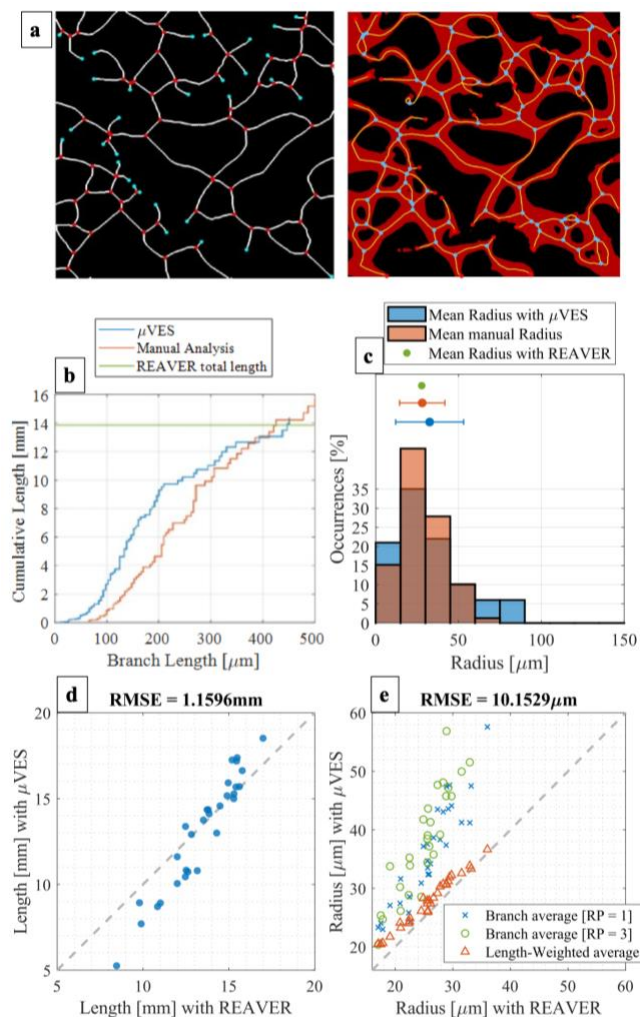 a
μVES
Manual Analysis
REAVER total length
b
Cumulative Length [mm]
16
14
12
10
8
6
4
2
0
0 100 200 300 400 500
Branch Length [μm]
Mean Radius with μVES
Mean manual Radius
Mean Radius with REAVER
c
Occurrences [%]
35
30
25
20
15
10
5
0
0 50 100 150
Radius [μm]
d
RMSE = 1.1596mm
Length [mm] with μVES
20
15
10
5
5 10 15 20
Length [mm] with REAVER
e
RMSE = 10.1529μm
Radius [μm] with μVES
60
50
40
30
20
Branch average [RP = 1]
Branch average [RP = 3]
Length-Weighted average
20 30 40 50 60
Radius [μm] with REAVER